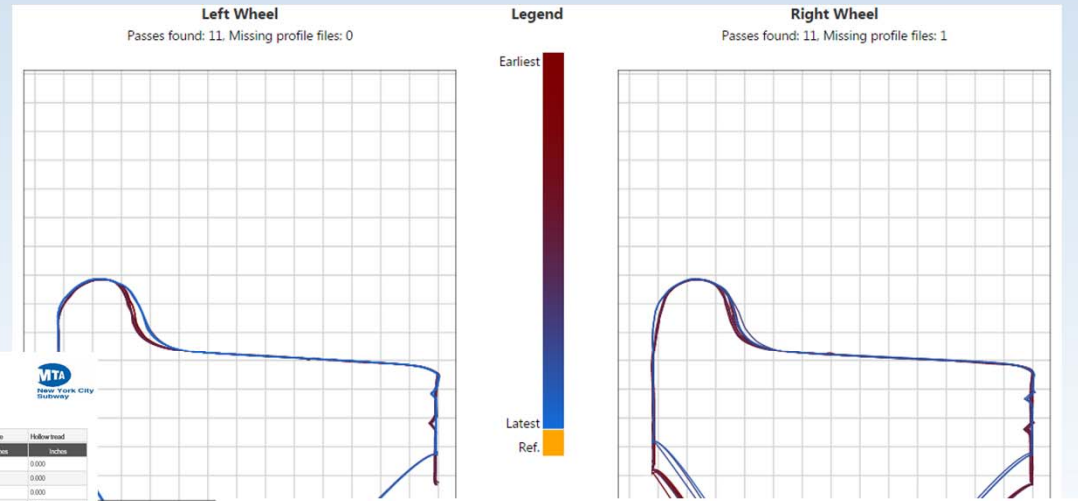 Left Wheel
Passes found: 11, Missing profile files: 0
Legend
Earliest
Latest
Ref.
Right Wheel
Passes found: 11, Missing profile files: 1
MTA
New York City
Subway
Hollow tread
Inches
0.000
0.000
0.000